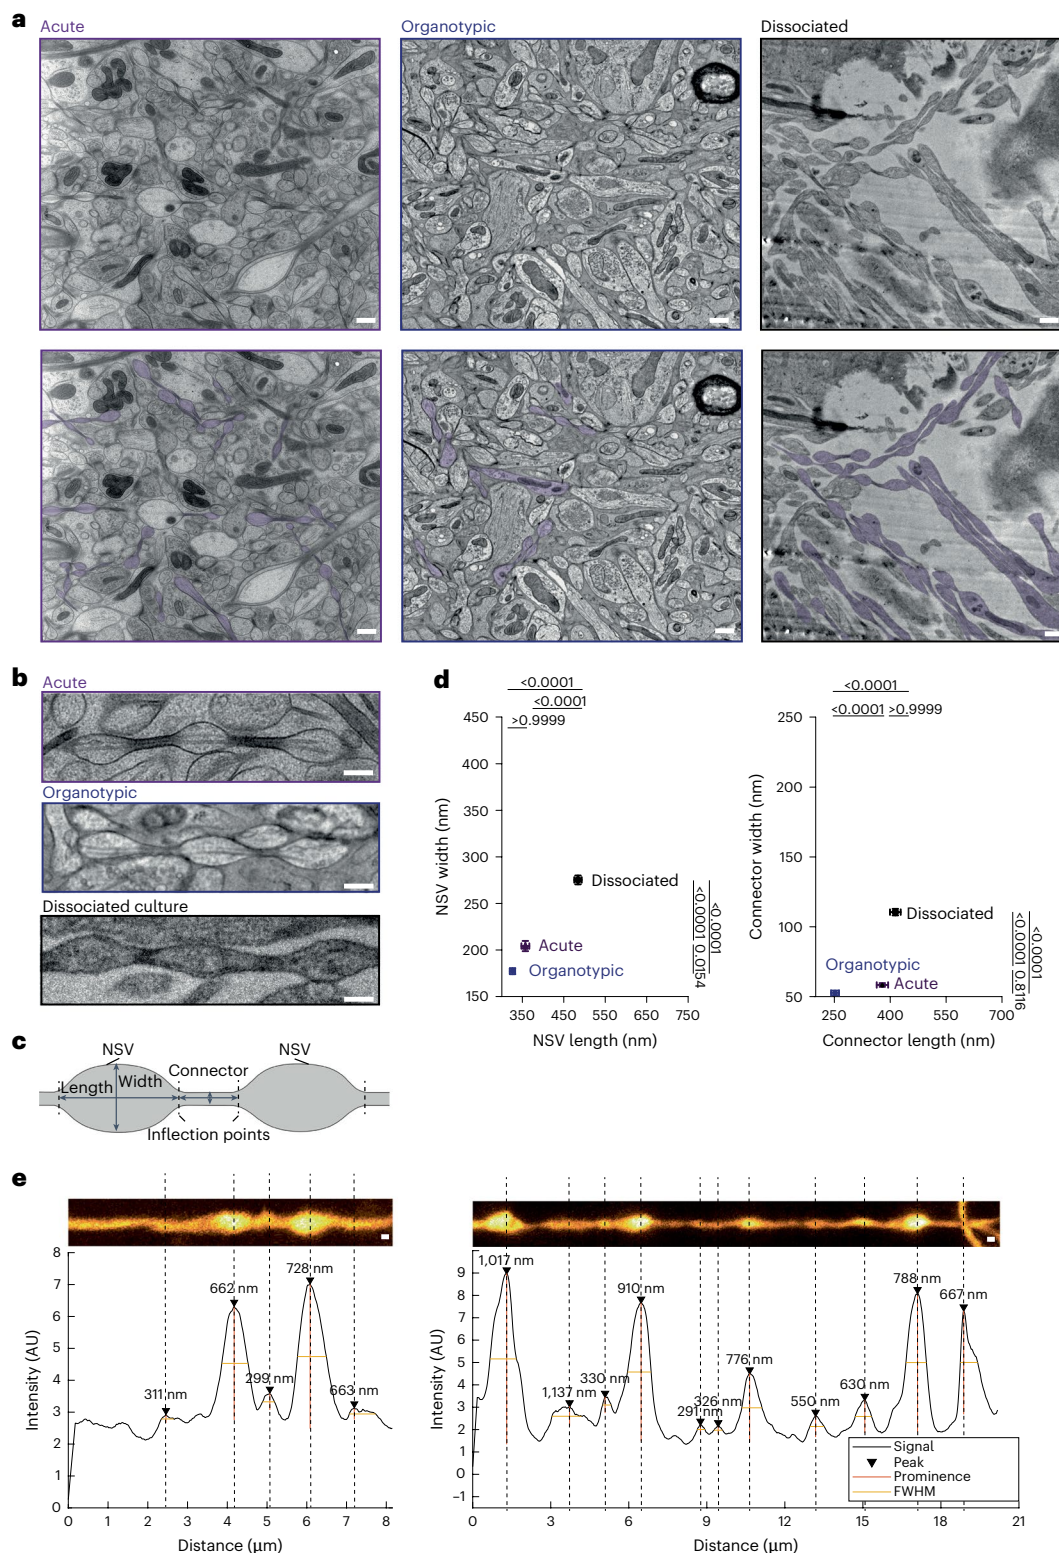 a
Acute
Organotypic
Dissociated
b
Acute
Organotypic
Dissociated culture
c
NSV
NSV
Connector
Length
Width
Inflection points
d
<0.0001
<0.0001
>0.9999
450
400
350
300
250
200
150
NSV width (nm)
Dissociated
Acute
Organotypic
<0.0001
<0.0001
0.0154
350
450
550
650
750
NSV length (nm)
<0.0001
<0.0001
>0.9999
250
200
150
100
50
Connector width (nm)
Dissociated
Organotypic
Acute
<0.0001
<0.0001
0.8116
250
400
550
700
Connector length (nm)
e
8
7
6
5
4
3
2
1
0
Intensity (AU)
311 nm
662 nm
299 nm
728 nm
663 nm
0
1
2
3
4
5
6
7
8
Distance (μm)
9
8
7
6
5
4
3
2
1
0
−1
Intensity (AU)
1,017 nm
1,137 nm
330 nm
910 nm
291 nm
326 nm
776 nm
550 nm
630 nm
788 nm
667 nm
Signal
Peak
Prominence
FWHM
0
3
6
9
12
15
18
21
Distance (μm)